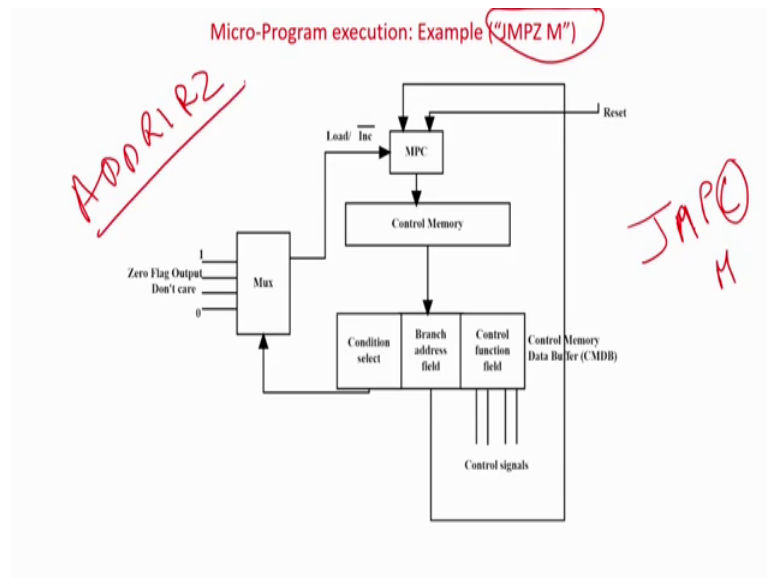 Micro-Program execution: Example ("JMPZ M")
ADD R1 R2
Reset
Load/ Inc
MPC
JMPC
M
Control Memory
1
Zero Flag Output
Don't care
0
Mux
Condition select
Branch address field
Control function field
Control Memory
Data Buffer (CMDB)
Control signals